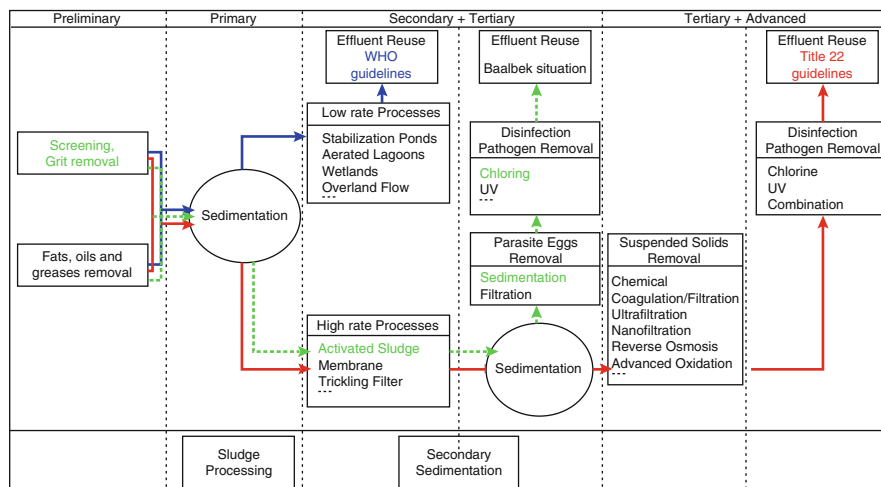 Preliminary
Primary
Secondary + Tertiary
Tertiary + Advanced
Effluent Reuse
WHO
guidelines
Effluent Reuse
Baalbek situation
Effluent Reuse
Title 22
guidelines
Screening,
Grit removal
Fats, oils and
greases removal
Sedimentation
Low rate Processes
Stabilization Ponds
Aerated Lagoons
Wetlands
Overland Flow
---
Disinfection
Pathogen Removal
Chloring
UV
---
Disinfection
Pathogen Removal
Chlorine
UV
Combination
Parasite Eggs
Removal
Sedimentation
Filtration
Suspended Solids
Removal
Chemical
Coagulation/Filtration
Ultrafiltration
Nanofiltration
Reverse Osmosis
Advanced Oxidation
---
High rate Processes
Activated Sludge
Membrane
Trickling Filter
---
Sedimentation
Sludge
Processing
Secondary
Sedimentation